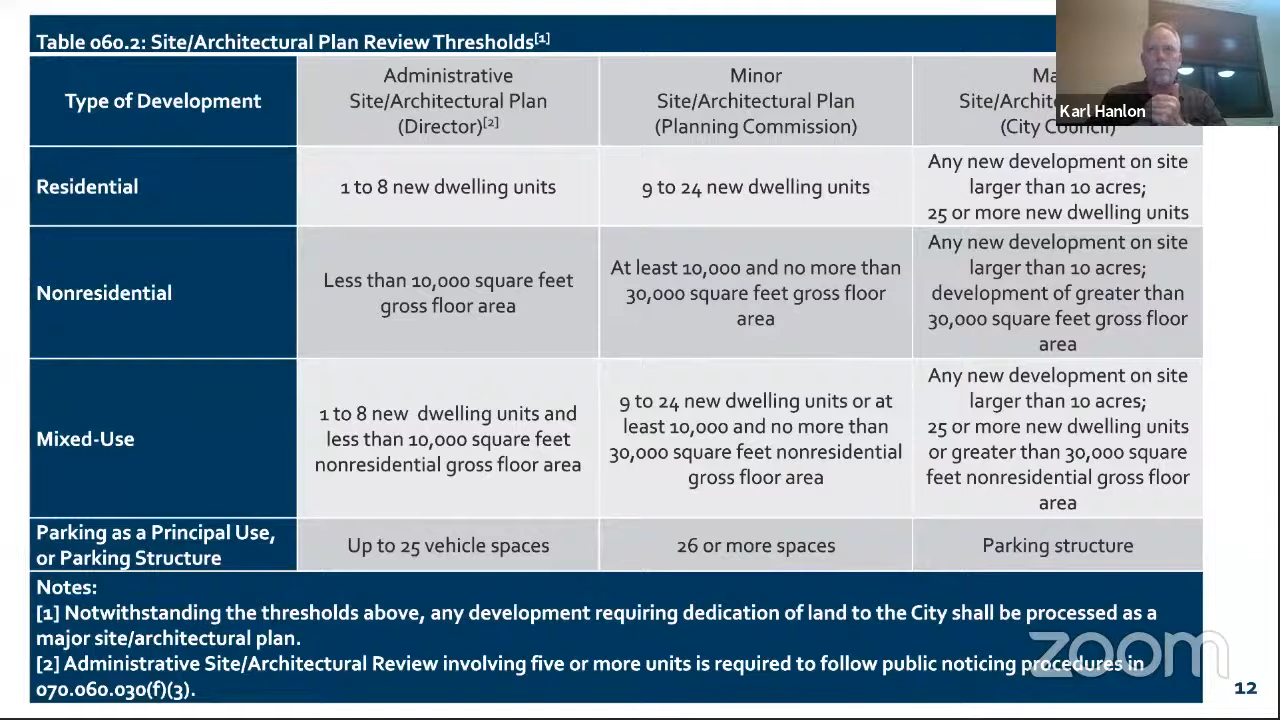 Table 060.2: Site/Architectural Plan Review Thresholds[1]
Type of Development
Administrative
Site/Architectural Plan
(Director)[2]
Minor
Site/Architectural Plan
(Planning Commission)
Site/Archit
(City Council)
Karl Hanlon
Residential
1 to 8 new dwelling units
9 to 24 new dwelling units
Any new development on site
larger than 10 acres;
25 or more new dwelling units
Nonresidential
Less than 10,000 square feet
gross floor area
At least 10,000 and no more than
30,000 square feet gross floor
area
Any new development on site
larger than 10 acres;
development of greater than
30,000 square feet gross floor
area
Mixed-Use
1 to 8 new dwelling units and
less than 10,000 square feet
nonresidential gross floor area
9 to 24 new dwelling units or at
least 10,000 and no more than
30,000 square feet nonresidential
gross floor area
Any new development on site
larger than 10 acres;
25 or more new dwelling units
or greater than 30,000 square
feet nonresidential gross floor
area
Parking as a Principal Use,
or Parking Structure
Up to 25 vehicle spaces
26 or more spaces
Parking structure
Notes:
[1] Notwithstanding the thresholds above, any development requiring dedication of land to the City shall be processed as a
major site/architectural plan.
[2] Administrative Site/Architectural Review involving five or more units is required to follow public noticing procedures in
070.060.030(f)(3).
zoom
12